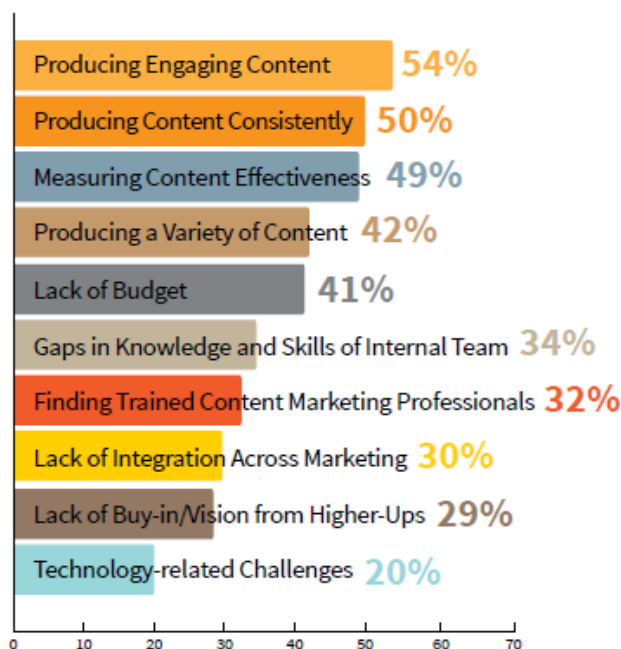 Producing Engaging Content 54%
Producing Content Consistently 50%
Measuring Content Effectiveness 49%
Producing a Variety of Content 42%
Lack of Budget 41%
Gaps in Knowledge and Skills of Internal Team 34%
Finding Trained Content Marketing Professionals 32%
Lack of Integration Across Marketing 30%
Lack of Buy-in/Vision from Higher-Ups 29%
Technology-related Challenges 20%
0 10 20 30 40 50 60 70